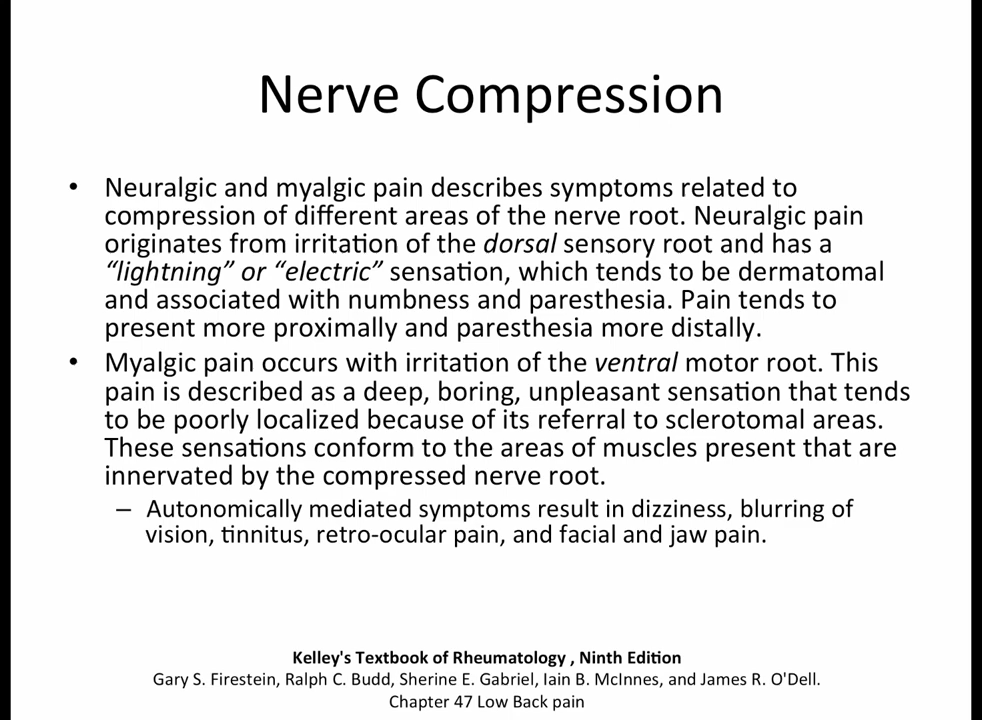 Nerve Compression
• Neuralgic and myalgic pain describes symptoms related to
compression of different areas of the nerve root. Neuralgic pain
originates from irritation of the dorsal sensory root and has a
“lightning” or “electric” sensation, which tends to be dermatomal
and associated with numbness and paresthesia. Pain tends to
present more proximally and paresthesia more distally.
• Myalgic pain occurs with irritation of the ventral motor root. This
pain is described as a deep, boring, unpleasant sensation that tends
to be poorly localized because of its referral to sclerotomal areas.
These sensations conform to the areas of muscles present that are
innervated by the compressed nerve root.
– Autonomically mediated symptoms result in dizziness, blurring of
vision, tinnitus, retro-ocular pain, and facial and jaw pain.
Kelley's Textbook of Rheumatology , Ninth Edition
Gary S. Firestein, Ralph C. Budd, Sherine E. Gabriel, Iain B. McInnes, and James R. O'Dell.
Chapter 47 Low Back pain